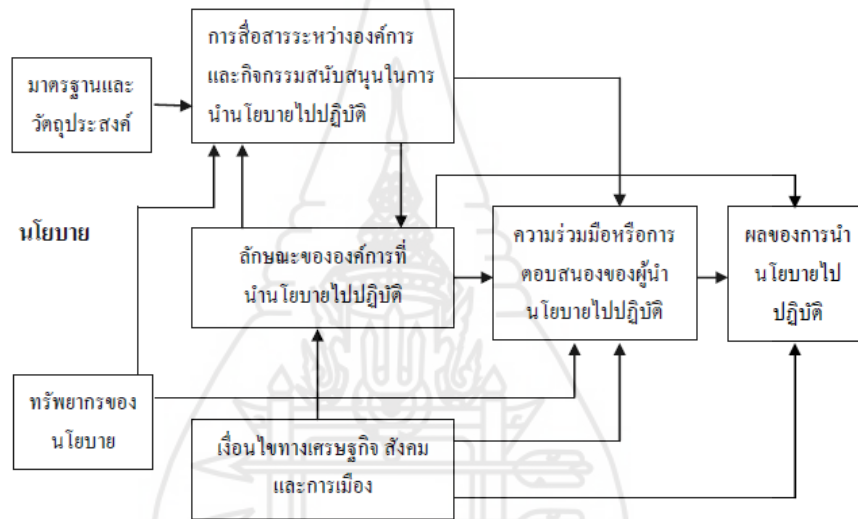 การสื่อสารระหว่างองค์การ
และกิจกรรมสนับสนุนในการ
นำนโยบายไปปฏิบัติ
มาตรฐานและ
วัตถุประสงค์
นโยบาย
ลักษณะขององค์การที่
นำนโยบายไปปฏิบัติ
ความร่วมมือหรือการ
ตอบสนองของผู้นำ
นโยบายไปปฏิบัติ
ผลของการนำ
นโยบายไป
ปฏิบัติ
ทรัพยากรของ
นโยบาย
เงื่อนไขทางเศรษฐกิจ สังคม
และการเมือง